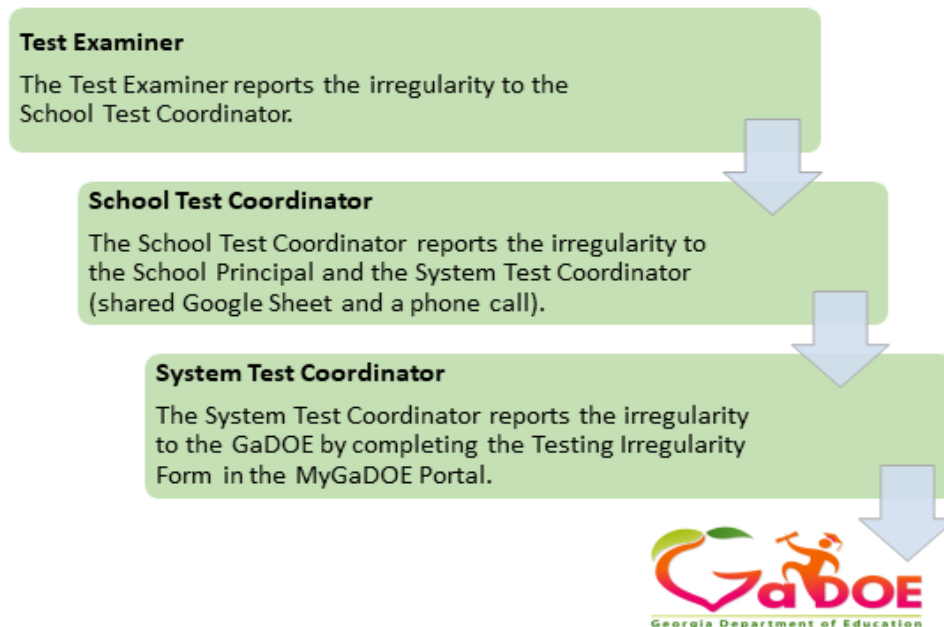 Test Examiner
The Test Examiner reports the irregularity to the
School Test Coordinator.
School Test Coordinator
The School Test Coordinator reports the irregularity to
the School Principal and the System Test Coordinator
(shared Google Sheet and a phone call).
System Test Coordinator
The System Test Coordinator reports the irregularity
to the GaDOE by completing the Testing Irregularity
Form in the MyGaDOE Portal.
GaDOE
Georgia Department of Education